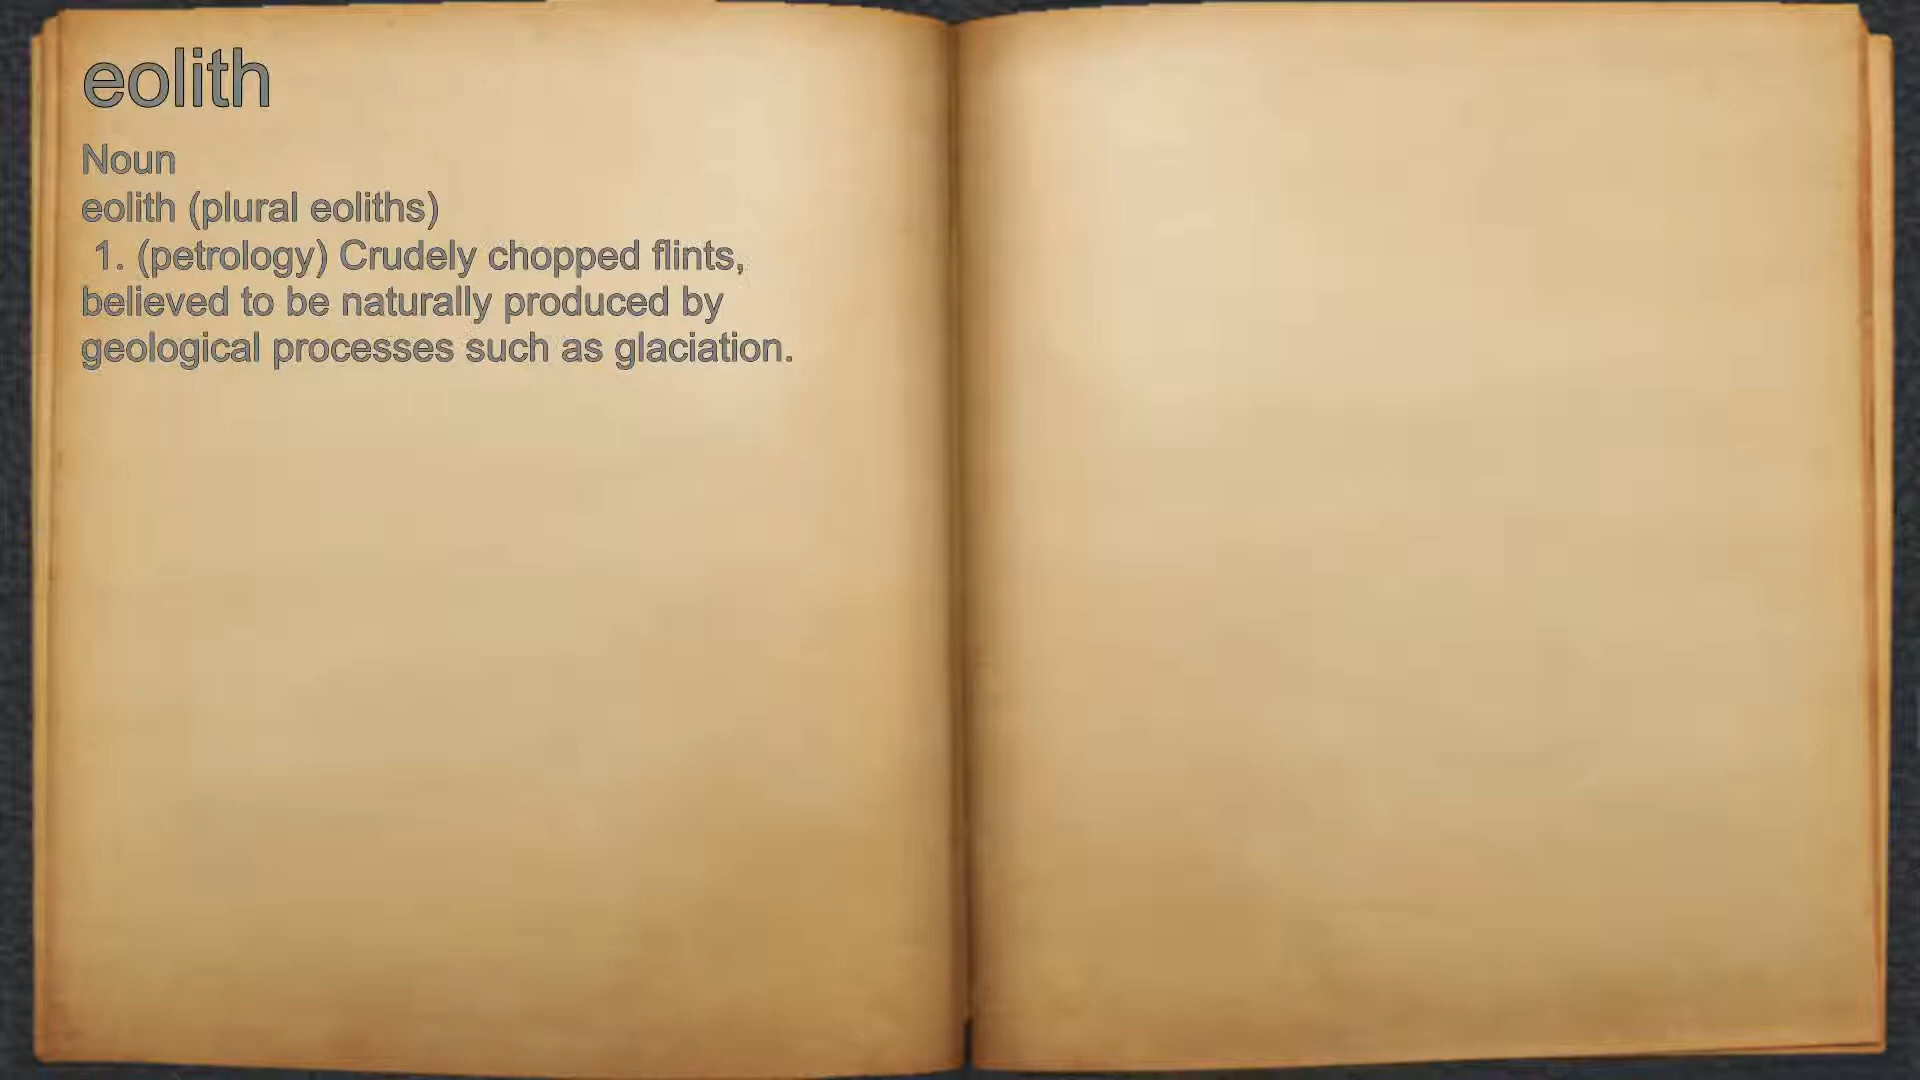 eolith
Noun
eolith (plural eoliths)
1. (petrology) Crudely chopped flints,
believed to be naturally produced by
geological processes such as glaciation.